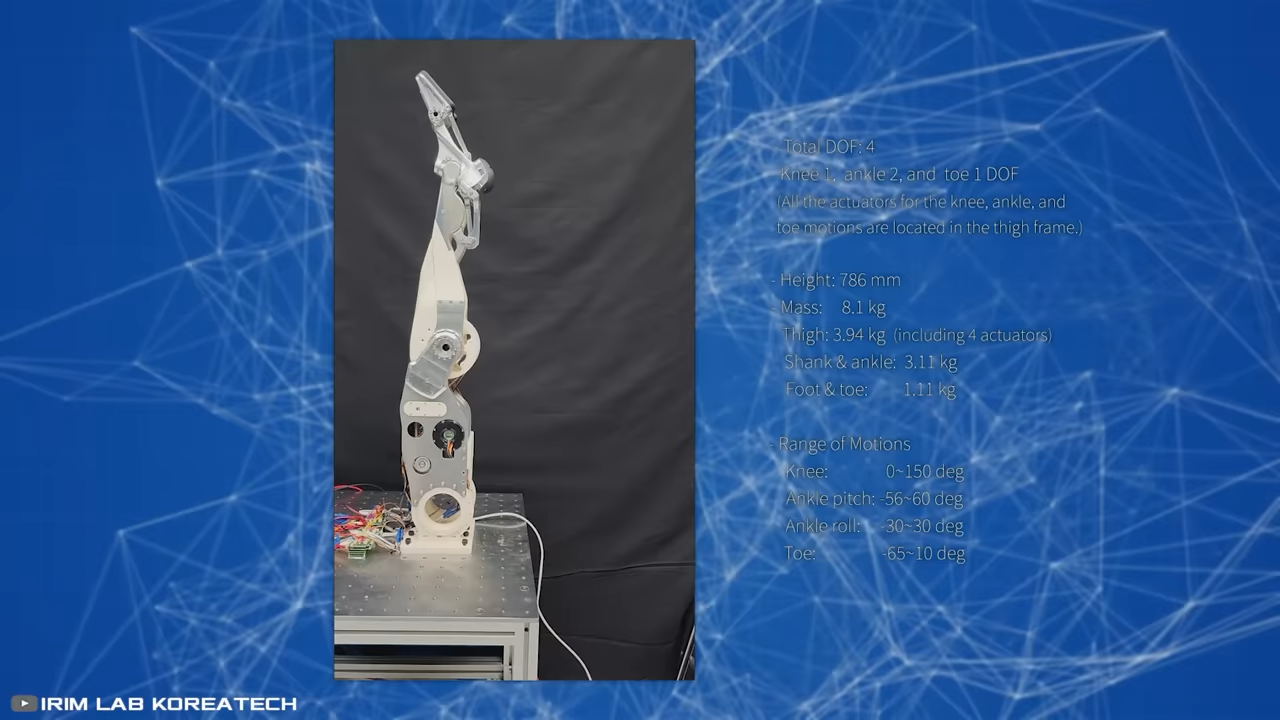 Total DOF: 4
Knee 1, ankle 2, and toe 1 DOF
(All the actuators for the knee, ankle, and
toe motions are located in the thigh frame.)
- Height: 786 mm
- Mass: 8.1 kg
Thigh: 3.94 kg (including 4 actuators)
Shank & ankle: 3.11 kg
Foot & toe: 1.11 kg
- Range of Motions
Knee: 0~150 deg
Ankle pitch: -56~60 deg
Ankle roll: -30~30 deg
Toe: -65~10 deg
IRIM LAB KOREATECH